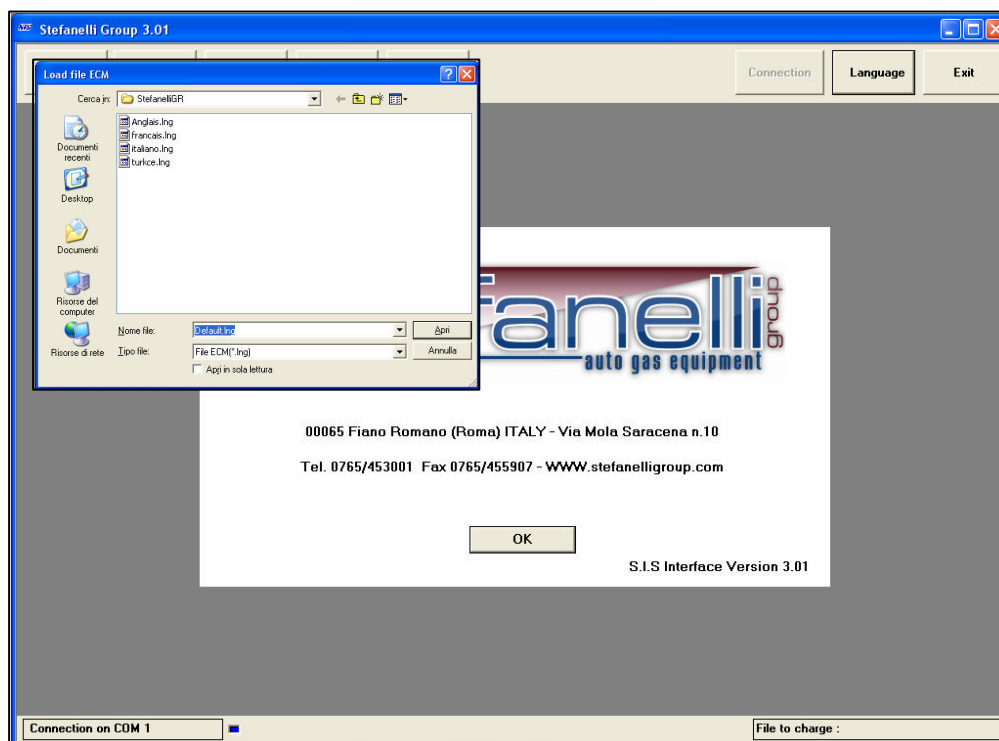 Stefanelli Group 3.01
Connection
Language
Exit
Load file ECM
Cerca in:
StefanelliGR
Anglais.lng
francais.lng
italiano.lng
turkce.lng
Documenti recenti
Desktop
Documenti
Risorse del computer
Risorse di rete
Nome file:
Default.lng
Apri
Tipo file:
File ECM(*.lng)
Annulla
Apri in sola lettura
fanelli
group
auto gas equipment
00065 Fiano Romano (Roma) ITALY - Via Mola Saracena n.10
Tel. 0765/453001 Fax 0765/455907 - WWW.stefanelligroup.com
OK
S.I.S Interface Version 3.01
Connection on COM 1
File to charge :